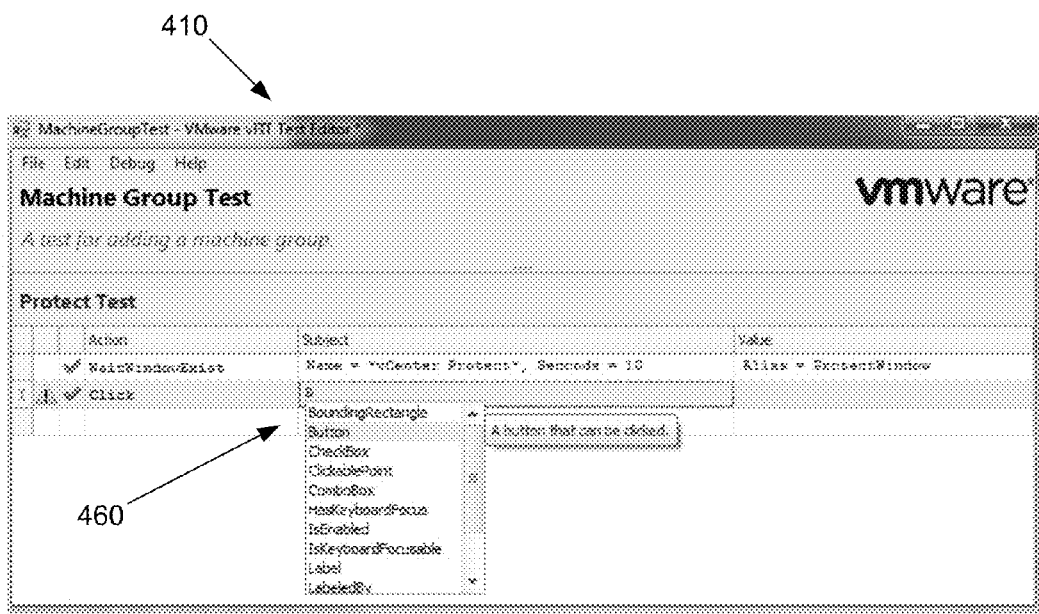 410
MachineGroupTest - VMware vRT Test Editor *
File Edit Debug Help
Machine Group Test
vmware
A test for adding a machine group.
Protect Test
Action Subject Value
WaitWindowExist Name = "vCenter Protect", Seconds = 10 Alias = ProtectWindow
Click B
BoundingRectangle
Button A button that can be clicked.
CheckBox
ClickablePoint
ComboBox
HasKeyboardFocus
IsEnabled
IsKeyboardFocusable
Label
LabeledBy
460